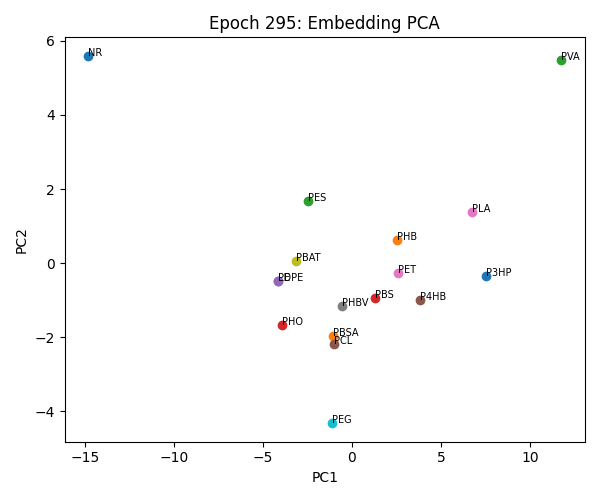 Epoch 295: Embedding PCA
6
4
2
0
−2
−4
PC2
NR
PVA
PES
PLA
PHB
PBAT
PET
P3HP
LDPE
PBS
P4HB
PHBV
PHO
PBSA
PCL
PEG
−15
−10
−5
0
5
10
PC1